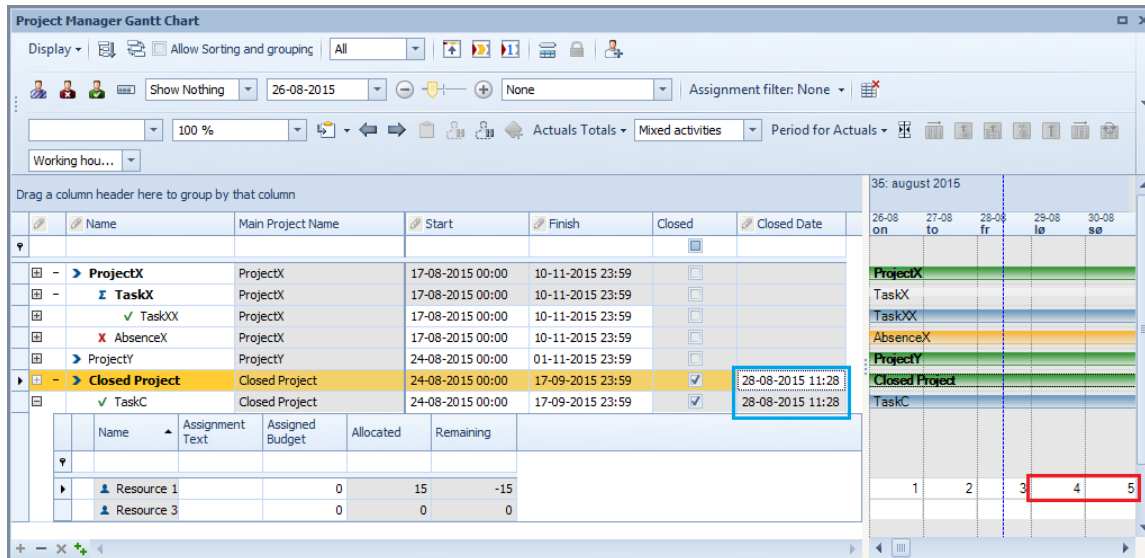 Project Manager Gantt Chart
Display Allow Sorting and grouping All
Show Nothing 26-08-2015 None Assignment filter: None
100 % Actuals Totals Mixed activities Period for Actuals
Working hou...
Drag a column header here to group by that column 35: august 2015
Name Main Project Name Start Finish Closed Closed Date 26-08 27-08 28-08 29-08 30-08
on to fr lø sø
ProjectX ProjectX 17-08-2015 00:00 10-11-2015 23:59 ProjectX
Σ TaskX ProjectX 17-08-2015 00:00 10-11-2015 23:59 TaskX
TaskXX ProjectX 17-08-2015 00:00 10-11-2015 23:59 TaskXX
AbsenceX ProjectX 17-08-2015 00:00 10-11-2015 23:59 AbsenceX
ProjectY ProjectY 24-08-2015 00:00 01-11-2015 23:59 ProjectY
Closed Project Closed Project 24-08-2015 00:00 17-09-2015 23:59 28-08-2015 11:28 Closed Project
TaskC Closed Project 24-08-2015 00:00 17-09-2015 23:59 28-08-2015 11:28 TaskC
Name Assignment Text Assigned Budget Allocated Remaining
Resource 1 0 15 -15 1 2 3 4 5
Resource 3 0 0 0